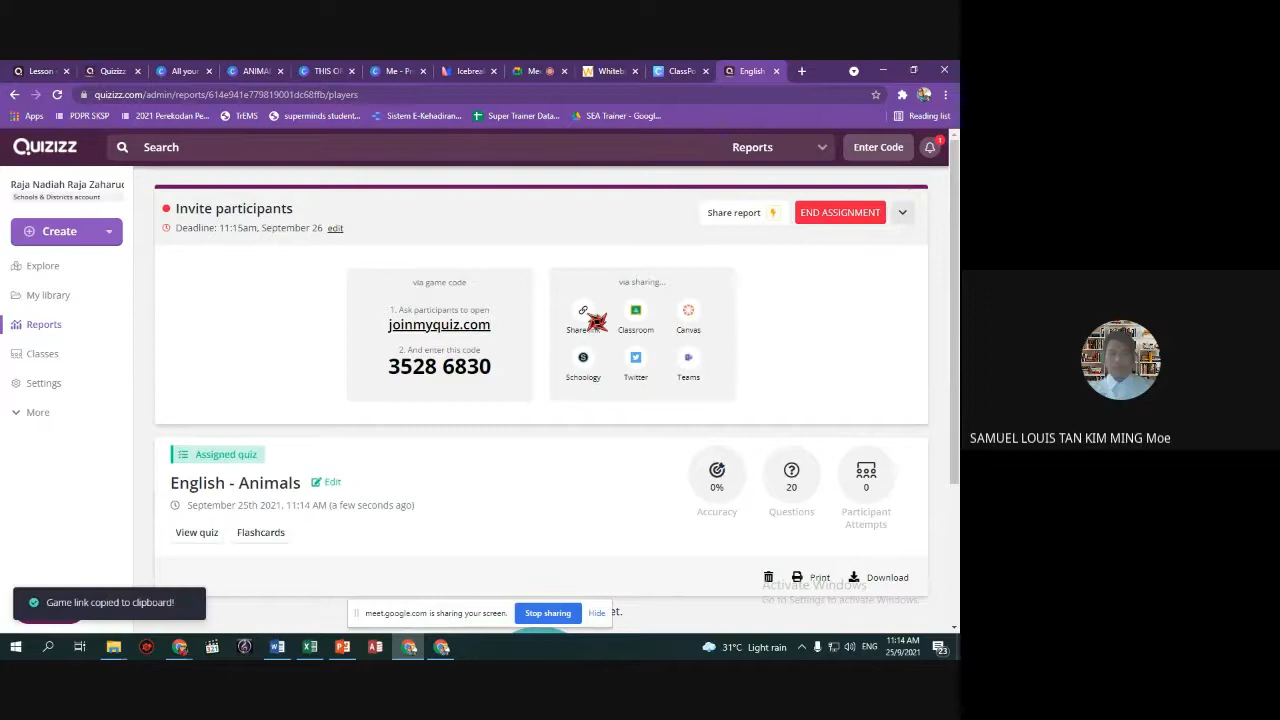 Lesson
Quizizz
All your
ANIMAL
THIS OF
Me - Pr
Icebreak
Mee
Whiteb
ClassPo
English
quizizz.com/admin/reports/614e941e779819001dc68ffb/players
Apps
PDPR SKSP
2021 Perekodan Pe...
TrEMS
superminds student...
Sistem E-Kehadiran...
Super Trainer Data...
SEA Trainer - Googl...
Reading list
Quizizz
Search
Reports
Enter Code
1
Raja Nadiah Raja Zaharud
Schools & Districts account
Create
Explore
My library
Reports
Classes
Settings
More
Invite participants
Deadline: 11:15am, September 26 edit
Share report
END ASSIGNMENT
via game code
1. Ask participants to open
joinmyquiz.com
2. And enter this code
3528 6830
via sharing...
Share link
Classroom
Canvas
Schoology
Twitter
Teams
Assigned quiz
English - Animals
Edit
September 25th 2021, 11:14 AM (a few seconds ago)
View quiz
Flashcards
0%
Accuracy
20
Questions
0
Participant
Attempts
Print
Download
Activate Windows
Go to Settings to activate Windows.
Game link copied to clipboard!
meet.google.com is sharing your screen.
Stop sharing
Hide
et.
31°C Light rain
ENG
11:14 AM
25/9/2021
23
SAMUEL LOUIS TAN KIM MING Moe